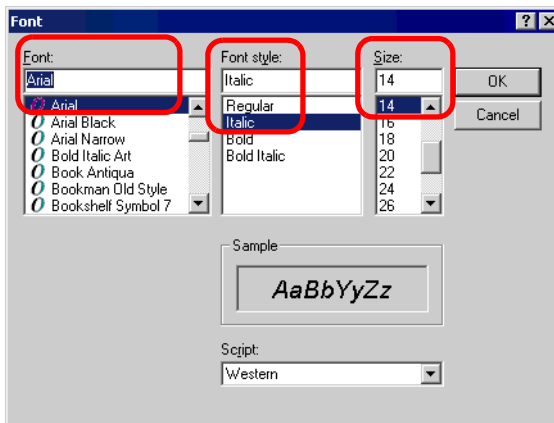 Font
Font:
Font style:
Size:
Arial
Italic
14
OK
Arial
Regular
14
Cancel
Arial Black
Italic
16
Arial Narrow
Bold
18
Bold Italic Art
Bold Italic
20
Book Antiqua
22
Bookman Old Style
24
Bookshelf Symbol 7
26
Sample
AaBbYyZz
Script:
Western